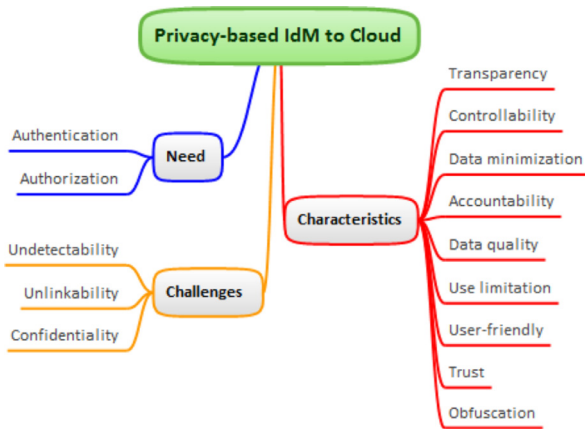 Privacy-based IdM to Cloud
Need
Authentication
Authorization
Challenges
Undetectability
Unlinkability
Confidentiality
Characteristics
Transparency
Controllability
Data minimization
Accountability
Data quality
Use limitation
User-friendly
Trust
Obfuscation